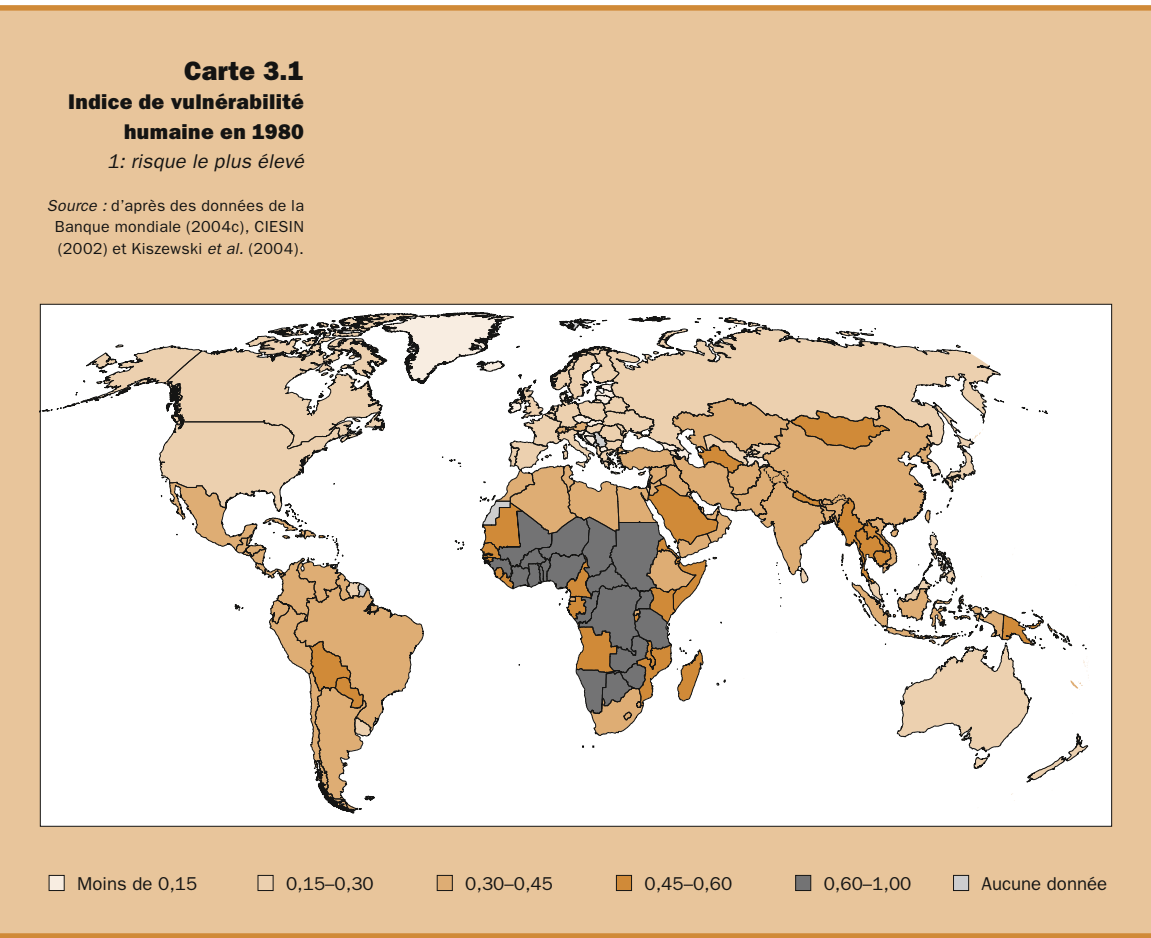 Carte 3.1
Indice de vulnérabilité
humaine en 1980
1: risque le plus élevé
Source : d'après des données de la
Banque mondiale (2004c), CIESIN
(2002) et Kiszewski et al. (2004).
Moins de 0,15
0,15–0,30
0,30–0,45
0,45–0,60
0,60–1,00
Aucune donnée